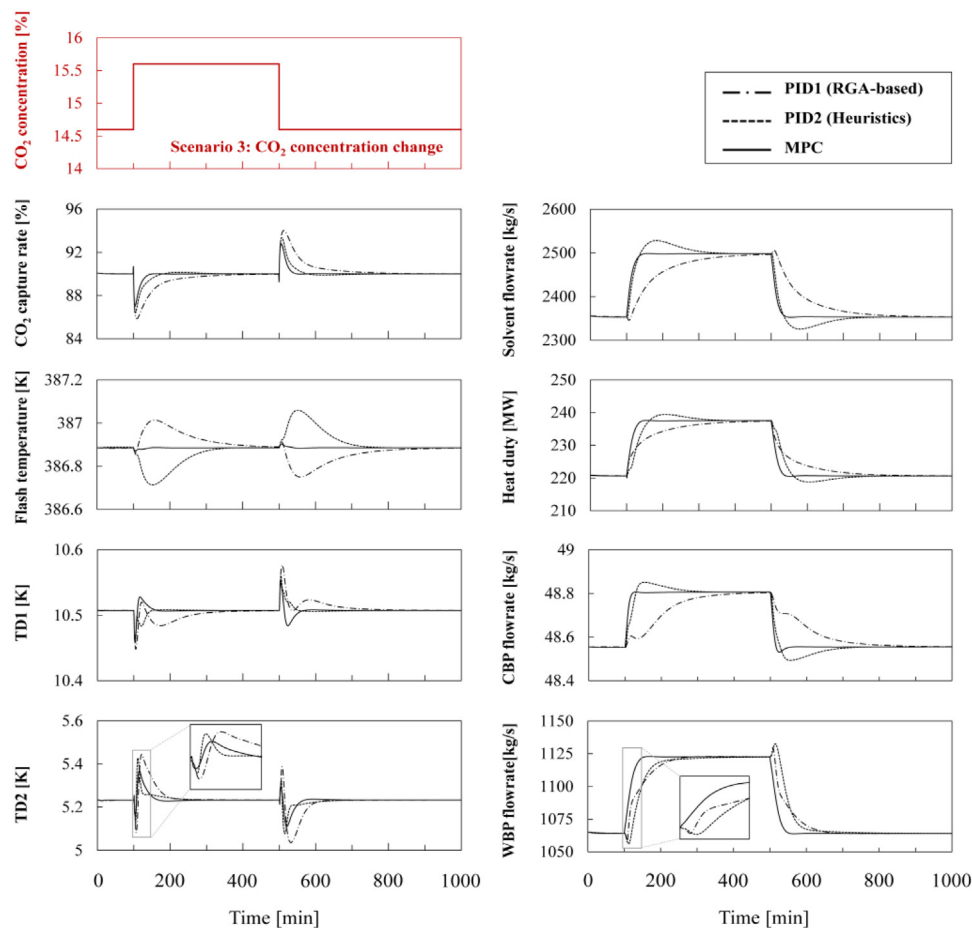 CO2 concentration [%]
16
15.5
15
14.5
14
Scenario 3: CO2 concentration change
PID1 (RGA-based)
PID2 (Heuristics)
MPC
CO2 capture rate [%]
96
90
88
84
Solvent flowrate [kg/s]
2600
2500
2400
2300
Flash temperature [K]
387.2
387
386.8
386.6
Heat duty [MW]
250
240
230
220
210
TD1 [K]
10.6
10.5
10.4
CBP flowrate [kg/s]
49
48.8
48.6
48.4
TD2 [K]
5.6
5.4
5.2
5
WBP flowrate[kg/s]
1150
1125
1100
1075
1050
0 200 400 600 800 1000
Time [min]
0 200 400 600 800 1000
Time [min]